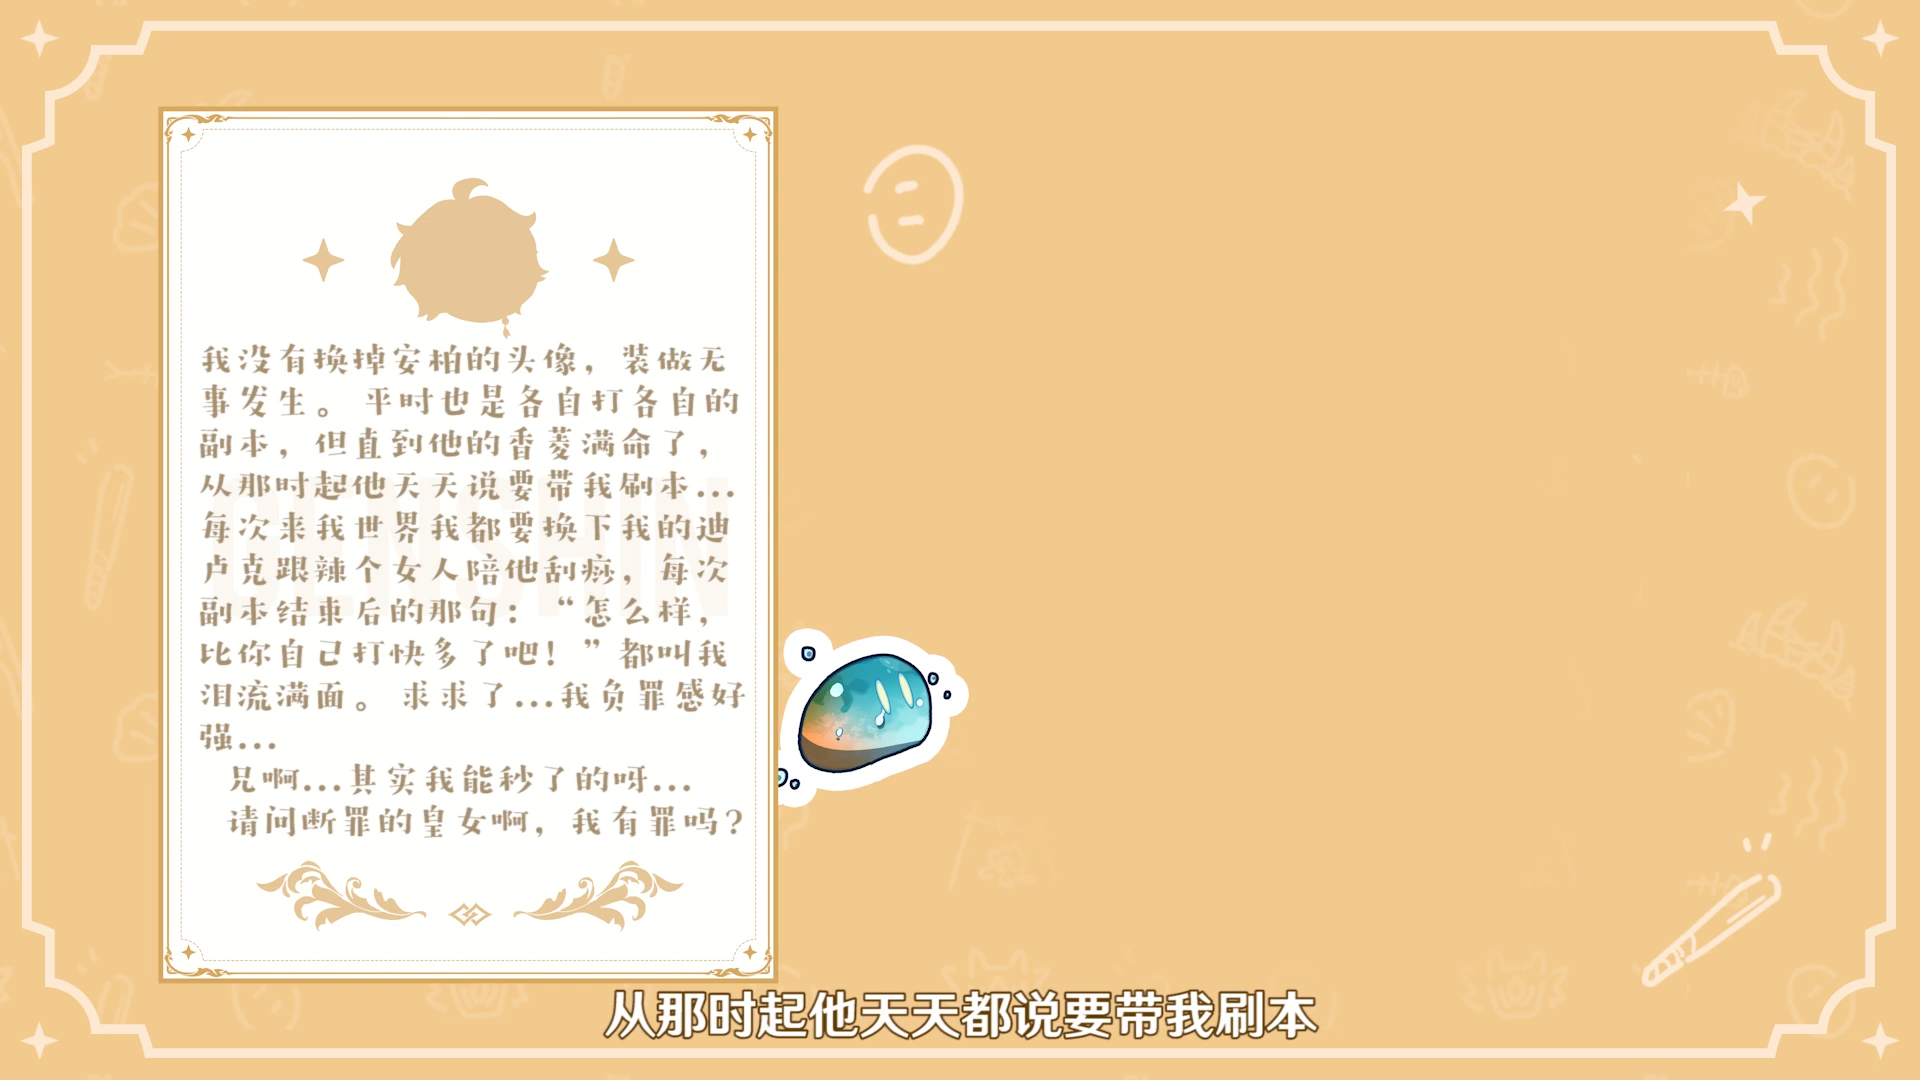 我没有换掉安柏的头像，装做无
事发生。 平时也是各自打各自的
副本，但直到他的香菱满命了，
从那时起他天天说要带我刷本...
每次来我世界我都要换下我的迪
卢克跟辣个女人陪他刮痧，每次
副本结束后的那句：“怎么样，
比你自己打快多了吧！”都叫我
泪流满面。 求求了...我负罪感好
强...
兄啊...其实我能秒了的呀...
请问断罪的皇女啊，我有罪吗？
GENSHIN
从那时起他天天都说要带我刷本